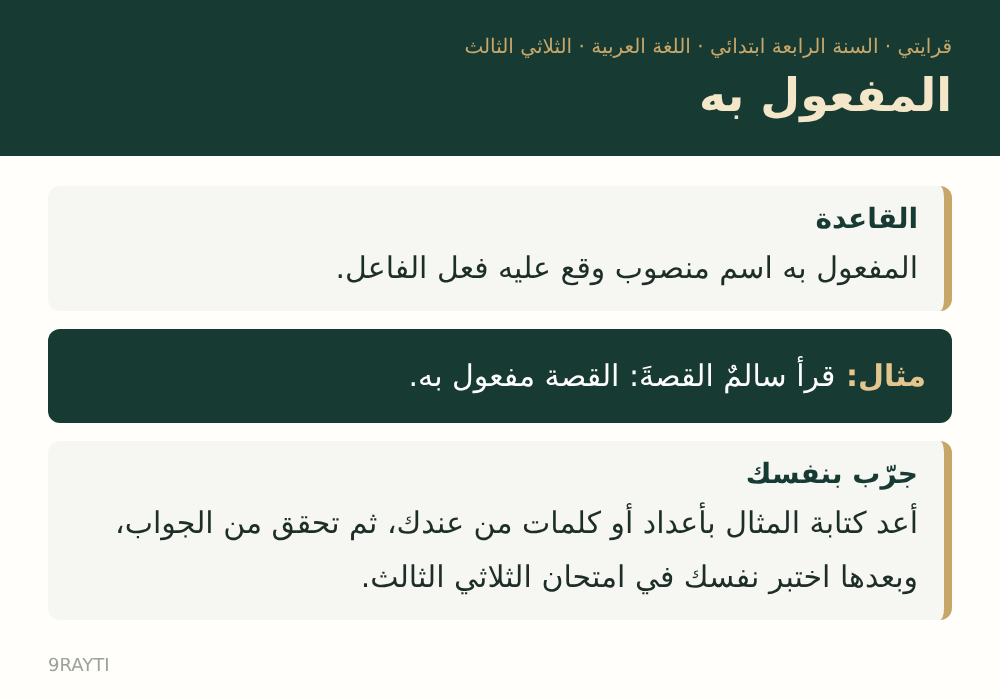 قرايتي · السنة الرابعة ابتدائي · اللغة العربية · الثلاثي الثالث
المفعول به
القاعدة
المفعول به اسم منصوب وقع عليه فعل الفاعل.
مثال: قرأ سالمٌ القصةَ: القصة مفعول به.
جرّب بنفسك
أعد كتابة المثال بأعداد أو كلمات من عندك، ثم تحقق من الجواب،
وبعدها اختبر نفسك في امتحان الثلاثي الثالث.
9RAYTI